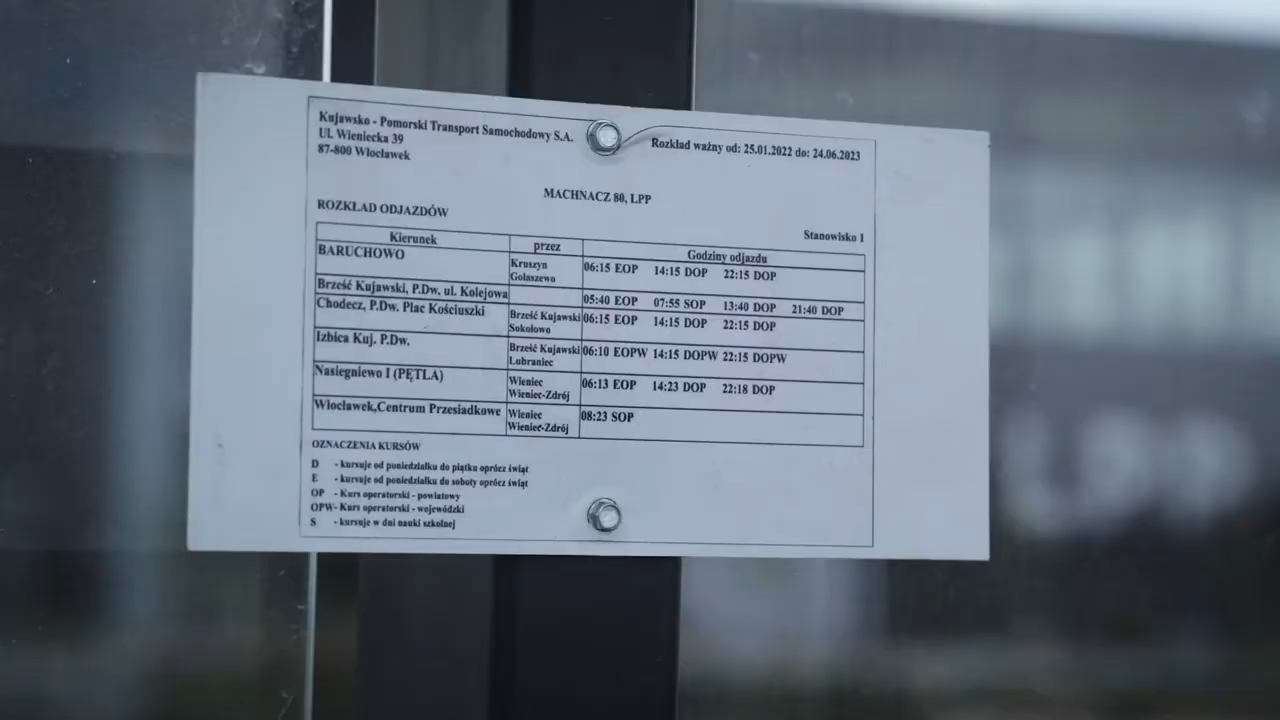 Kujawsko - Pomorski Transport Samochodowy S.A.
Ul. Wieniecka 39
87-800 Włocławek
Rozkład ważny od: 25.01.2022 do: 24.06.2023
MACHNACZ 80, LPP
ROZKŁAD ODJAZDÓW
Stanowisko 1
Kierunek przez Godziny odjazdu
BARUCHOWO Kruszyn Gołaszewo 06:15 EOP 14:15 DOP 22:15 DOP
Brześć Kujawski, P.Dw. ul. Kolejowa 05:40 EOP 07:55 SOP 13:40 DOP 21:40 DOP
Chodecz, P.Dw. Plac Kościuszki Brześć Kujawski Sokołowo 06:15 EOP 14:15 DOP 22:15 DOP
Izbica Kuj. P.Dw. Brześć Kujawski Lubraniec 06:10 EOPW 14:15 DOPW 22:15 DOPW
Nasiegniewo I (PĘTLA) Wieniec Wieniec-Zdrój 06:13 EOP 14:23 DOP 22:18 DOP
Włocławek,Centrum Przesiadkowe Wieniec Wieniec-Zdrój 08:23 SOP
OZNACZENIA KURSÓW
D - kursuje od poniedziałku do piątku oprócz świąt
E - kursuje od poniedziałku do soboty oprócz świąt
OP - Kurs operatorski - powiatowy
OPW- Kurs operatorski - wojewódzki
S - kursuje w dni nauki szkolnej